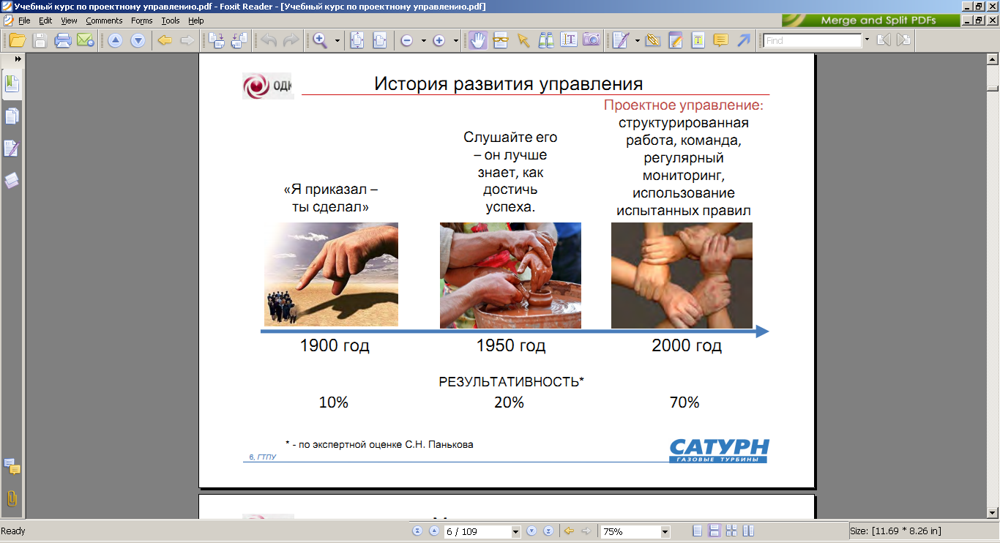 Учебный курс по проектному управлению.pdf - Foxit Reader - [Учебный курс по проектному управлению.pdf]
File Edit View Comments Forms Tools Help
Merge and Split PDFs
Find
ОДК
История развития управления
«Я приказал –
ты сделал»
Слушайте его
– он лучше
знает, как
достичь
успеха.
Проектное управление:
структурированная
работа, команда,
регулярный
мониторинг,
использование
испытанных правил
1900 год 1950 год 2000 год
РЕЗУЛЬТАТИВНОСТЬ*
10% 20% 70%
* - по экспертной оценке С.Н. Панькова
6, ГТПУ
САТУРН
ГАЗОВЫЕ ТУРБИНЫ
Ready 6 / 109 75% Size: [11.69 * 8.26 in]